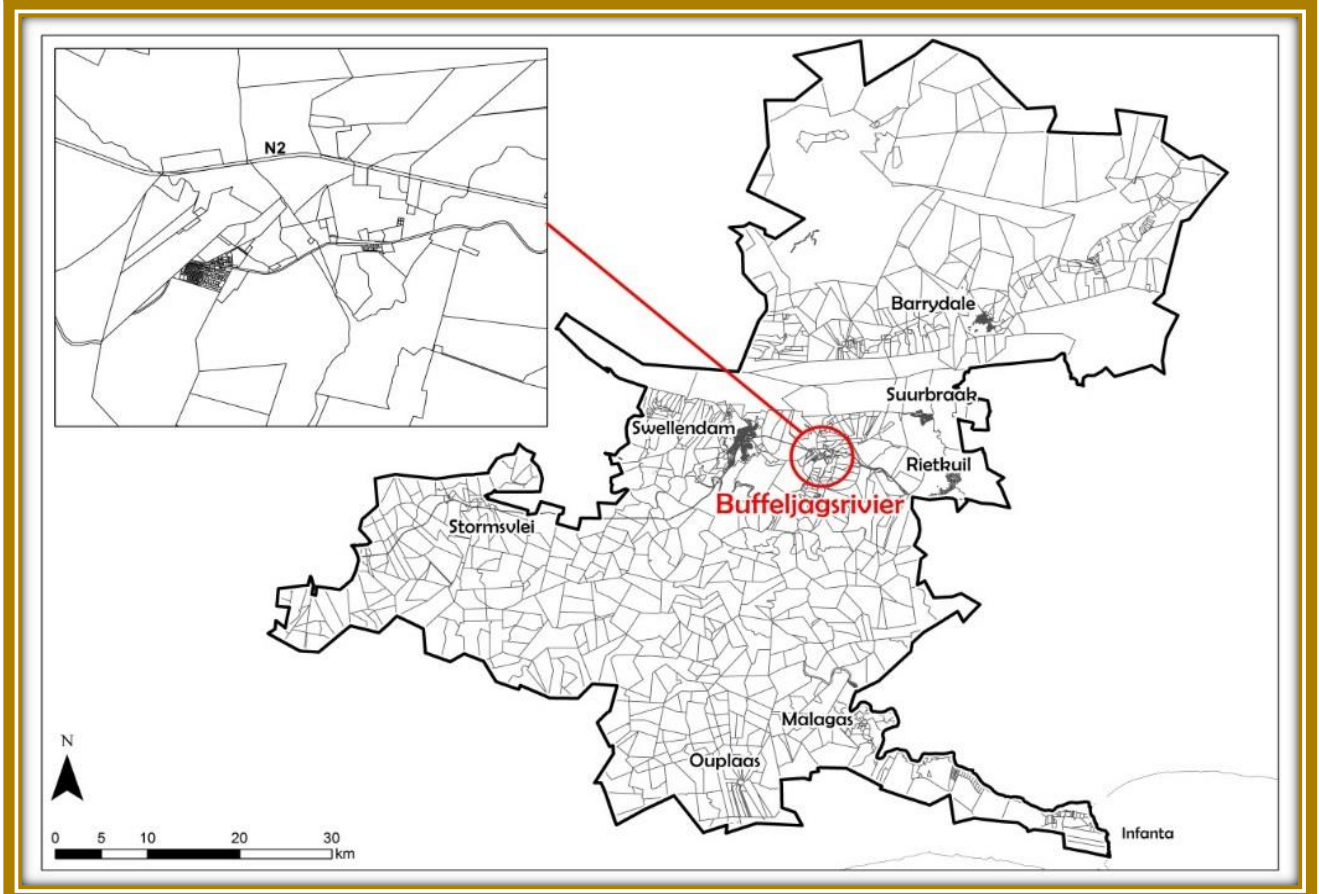 N2
Barrydale
Suurbraak
Swellendam
Rietkuil
Buffeljagsrivier
Stormsvlei
Malagas
Ouplaas
Infanta
N
0 5 10 20 30
km